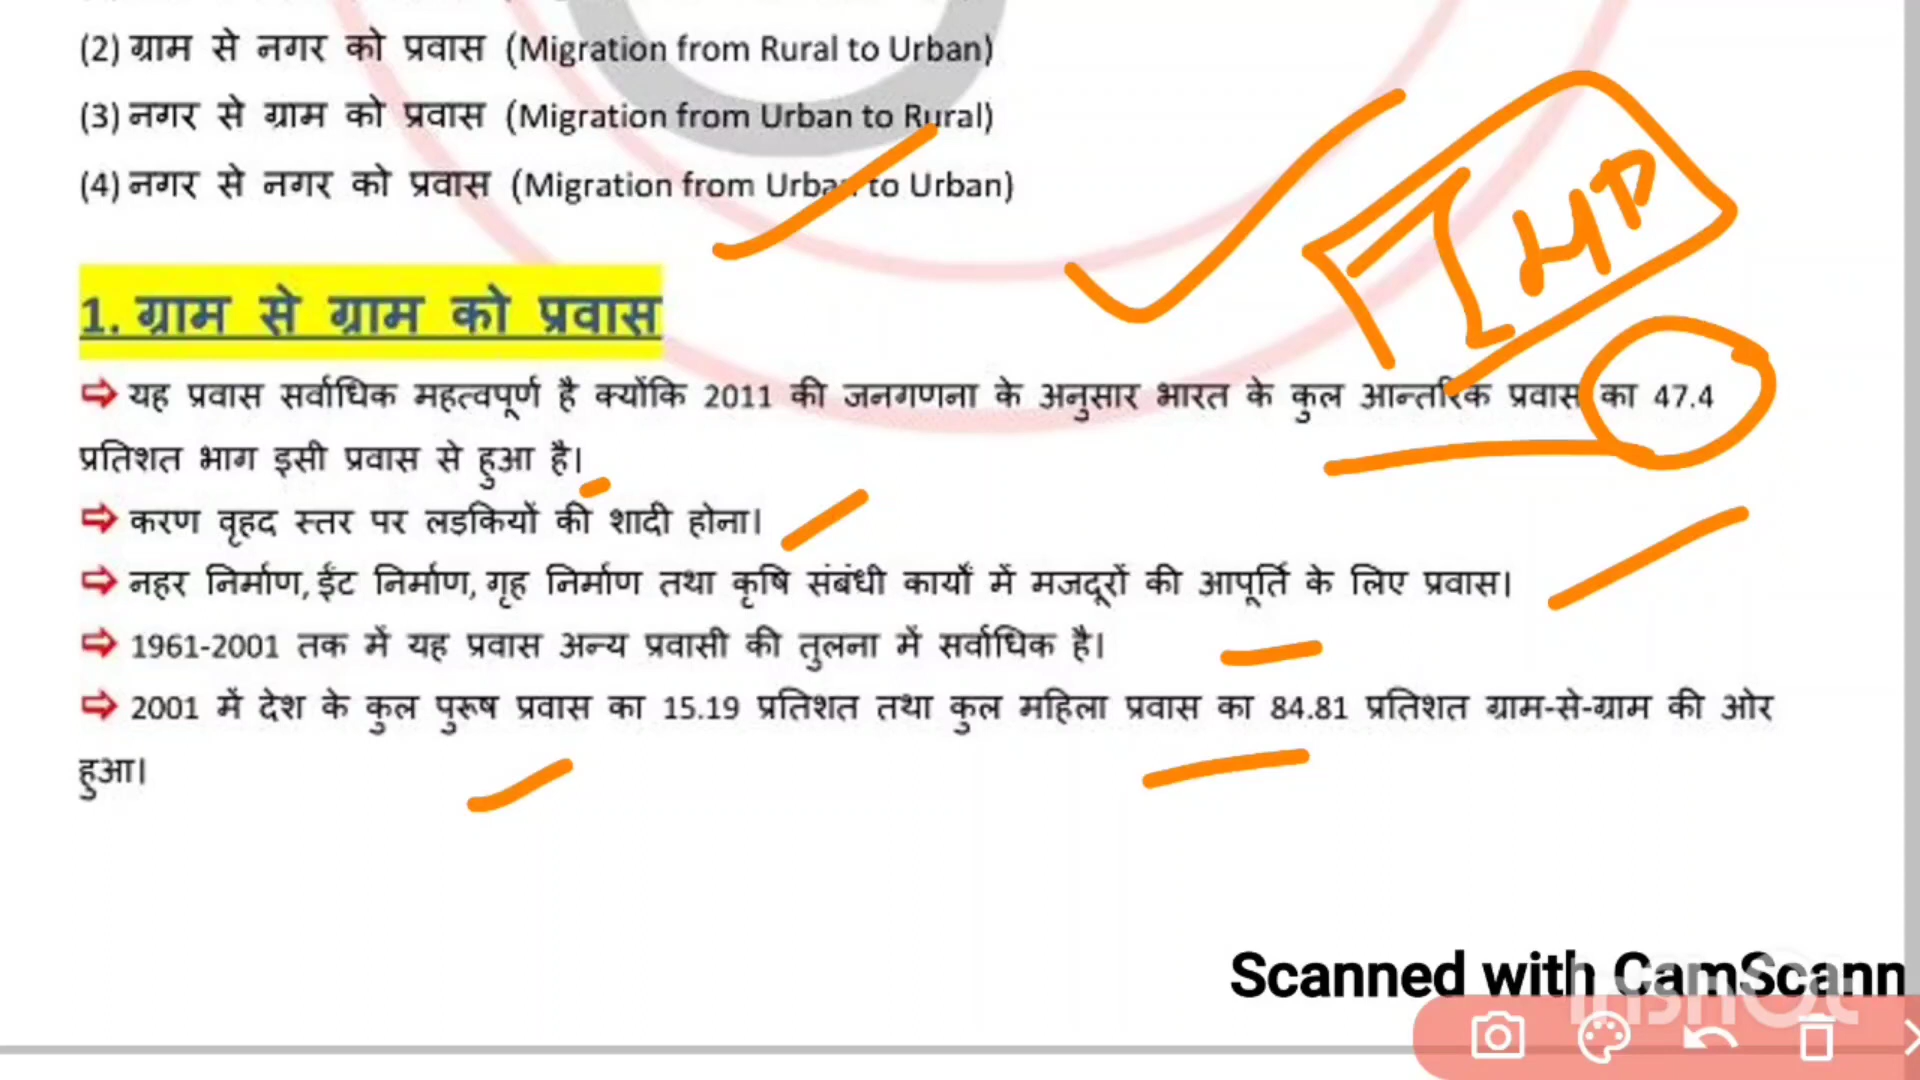 (2) ग्राम से नगर को प्रवास (Migration from Rural to Urban)
(3) नगर से ग्राम को प्रवास (Migration from Urban to Rural)
(4) नगर से नगर को प्रवास (Migration from Urban to Urban)
IMP
1. ग्राम से ग्राम को प्रवास
⇨ यह प्रवास सर्वाधिक महत्वपूर्ण है क्योंकि 2011 की जनगणना के अनुसार भारत के कुल आन्तरिक प्रवास का 47.4
प्रतिशत भाग इसी प्रवास से हुआ है।
⇨ करण वृहद स्तर पर लडकियों की शादी होना।
⇨ नहर निर्माण, ईंट निर्माण, गृह निर्माण तथा कृषि संबंधी कार्यों में मजदूरों की आपूर्ति के लिए प्रवास।
⇨ 1961-2001 तक में यह प्रवास अन्य प्रवासी की तुलना में सर्वाधिक है।
⇨ 2001 में देश के कुल पुरूष प्रवास का 15.19 प्रतिशत तथा कुल महिला प्रवास का 84.81 प्रतिशत ग्राम-से-ग्राम की ओर
हुआ।
Scanned with CamScann